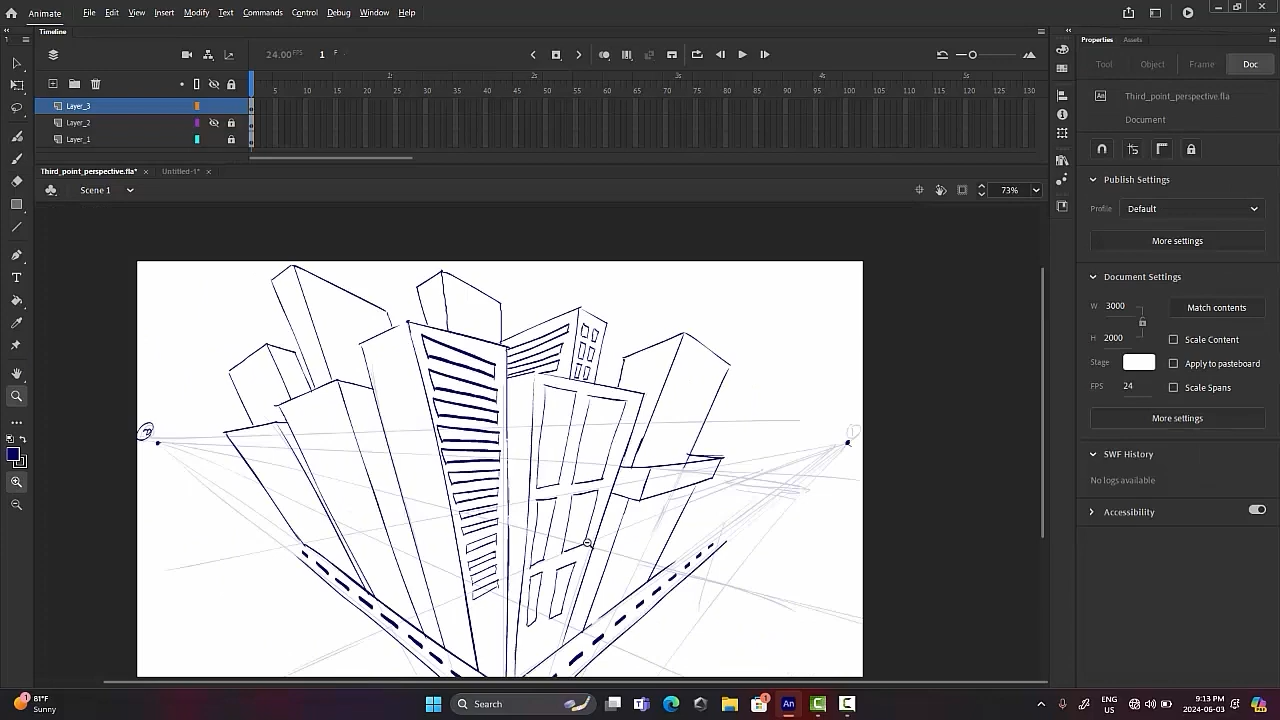 Animate File Edit View Insert Modify Text Commands Control Debug Window Help
Timeline
Properties Assets
24.00 FPS 1 F
Tool Object Frame Doc
1s 2s 3s 4s 5s
5 10 15 20 25 30 35 40 45 50 55 60 65 70 75 80 85 90 95 100 105 110 115 120 125 130
Layer_3
Layer_2
Layer_1
Third_point_perspective.fla
Document
Third_point_perspective.fla* Untitled-1*
Scene 1 73%
Publish Settings
Profile Default
More settings
Document Settings
W 3000 Match contents
H 2000 Scale Content
Stage Apply to pasteboard
FPS 24 Scale Spans
More settings
SWF History
No logs available
Accessibility
81°F
Sunny
Search
ENG
US
9:13 PM
2024-06-03